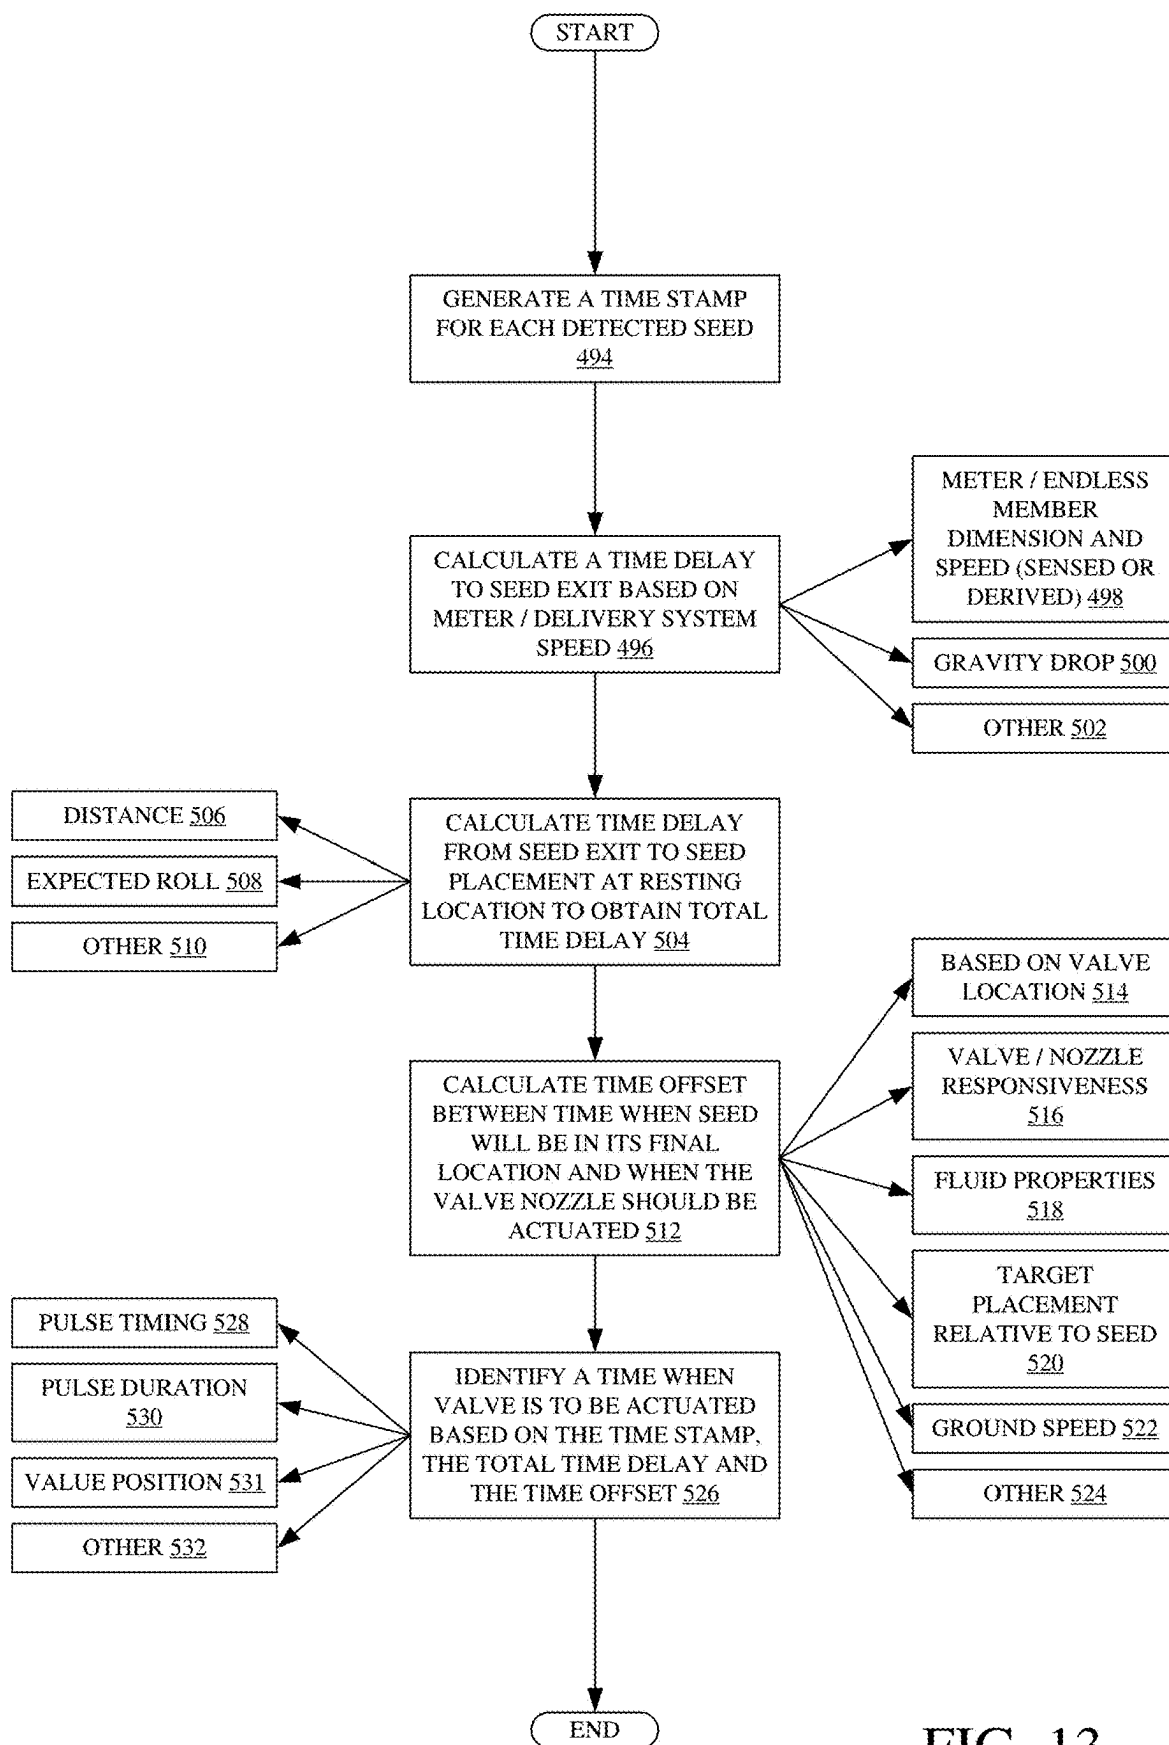 START
GENERATE A TIME STAMP
FOR EACH DETECTED SEED
494
METER / ENDLESS
MEMBER
DIMENSION AND
SPEED (SENSED OR
DERIVED) 498
CALCULATE A TIME DELAY
TO SEED EXIT BASED ON
METER / DELIVERY SYSTEM
SPEED 496
GRAVITY DROP 500
OTHER 502
DISTANCE 506
EXPECTED ROLL 508
OTHER 510
CALCULATE TIME DELAY
FROM SEED EXIT TO SEED
PLACEMENT AT RESTING
LOCATION TO OBTAIN TOTAL
TIME DELAY 504
BASED ON VALVE
LOCATION 514
VALVE / NOZZLE
RESPONSIVENESS
516
CALCULATE TIME OFFSET
BETWEEN TIME WHEN SEED
WILL BE IN ITS FINAL
LOCATION AND WHEN THE
VALVE NOZZLE SHOULD BE
ACTUATED 512
FLUID PROPERTIES
518
TARGET
PLACEMENT
RELATIVE TO SEED
520
GROUND SPEED 522
OTHER 524
PULSE TIMING 528
PULSE DURATION
530
VALUE POSITION 531
OTHER 532
IDENTIFY A TIME WHEN
VALVE IS TO BE ACTUATED
BASED ON THE TIME STAMP,
THE TOTAL TIME DELAY AND
THE TIME OFFSET 526
END
FIG. 13